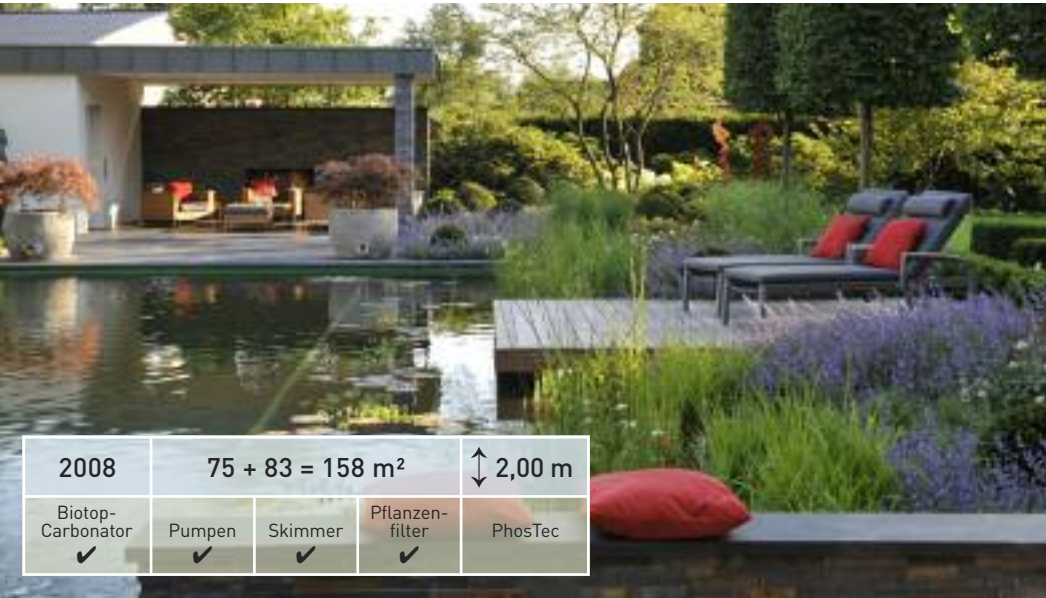 2008
75 + 83 = 158 m²
↕ 2,00 m
Biotop-
Carbonator
✔
Pumpen
✔
Skimmer
✔
Pflanzen-
filter
✔
PhosTec